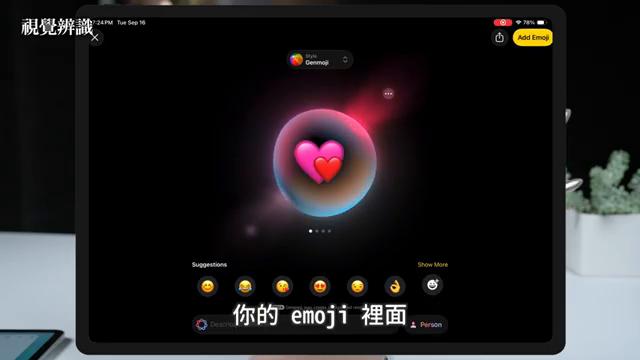 視覺辨識
7:24 PM Tue Sep 16
78%
Add Emoji
Style
Genmoji
Suggestions
Show More
你的 emoji 裡面
Person